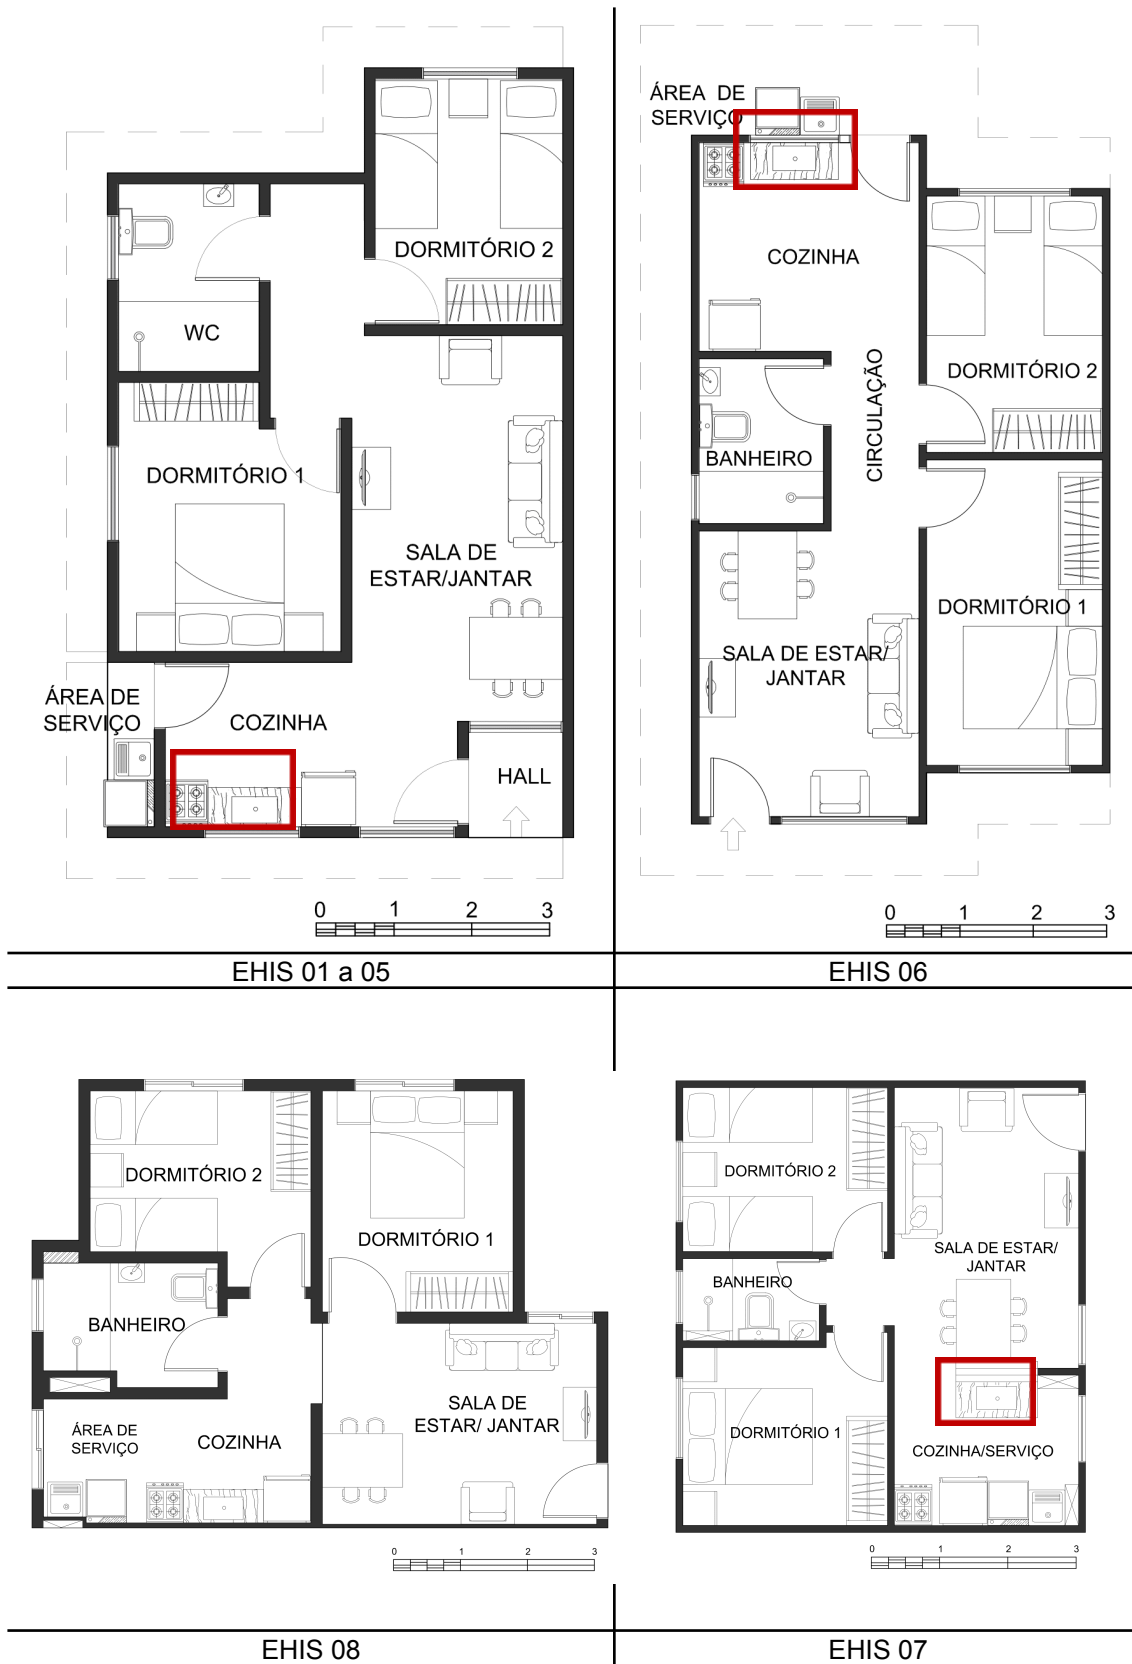 DORMITÓRIO 2
WC
DORMITÓRIO 1
SALA DE
ESTAR/JANTAR
ÁREA DE
SERVIÇO
COZINHA
HALL
0 1 2 3
EHIS 01 a 05
ÁREA DE
SERVIÇO
COZINHA
CIRCULAÇÃO
DORMITÓRIO 2
BANHEIRO
DORMITÓRIO 1
SALA DE ESTAR/
JANTAR
0 1 2 3
EHIS 06
DORMITÓRIO 2
DORMITÓRIO 1
BANHEIRO
SALA DE
ESTAR/ JANTAR
ÁREA DE
SERVIÇO
COZINHA
0 1 2 3
EHIS 08
DORMITÓRIO 2
SALA DE ESTAR/
JANTAR
BANHEIRO
DORMITÓRIO 1
COZINHA/SERVIÇO
0 1 2 3
EHIS 07